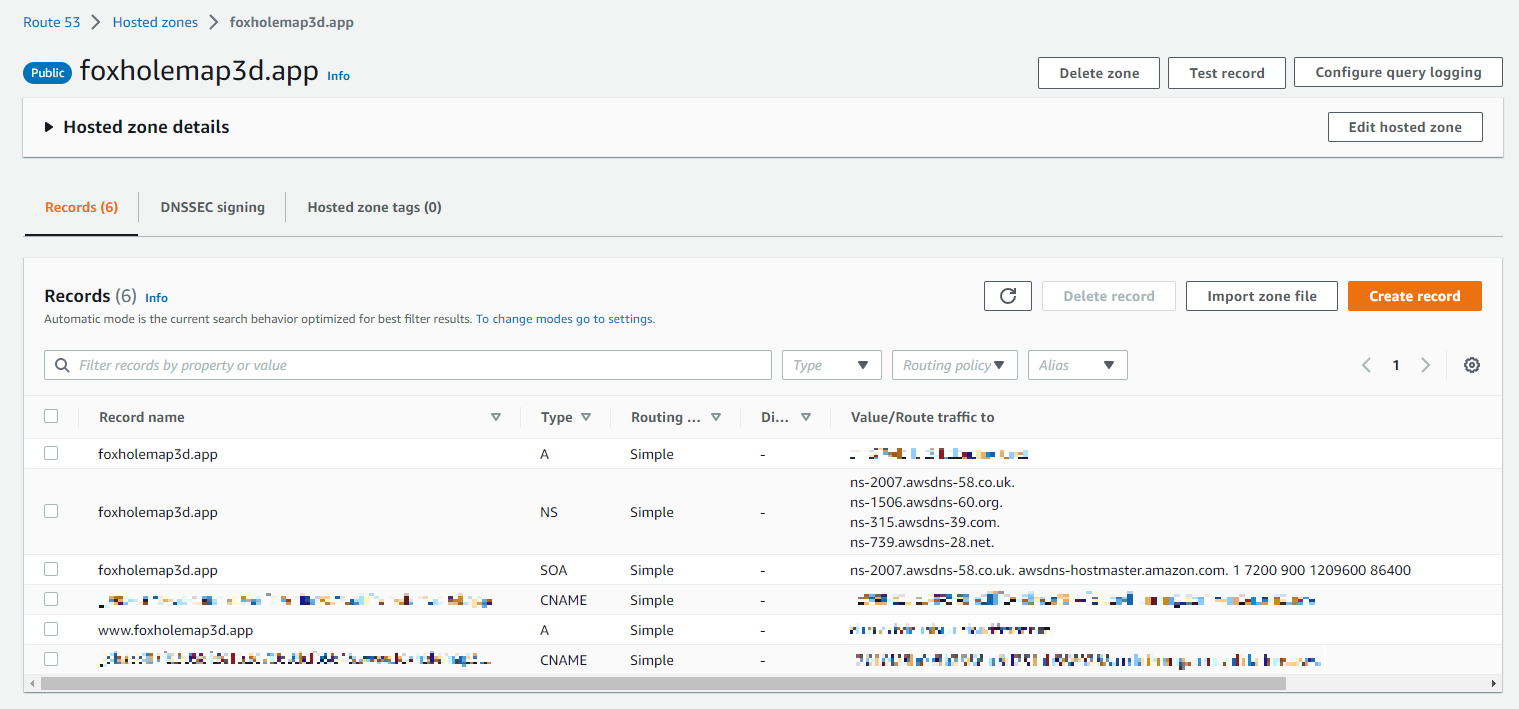 Route 53 > Hosted zones > foxholemap3d.app
Public foxholemap3d.app Info
Delete zone Test record Configure query logging
Hosted zone details
Edit hosted zone
Records (6) DNSSEC signing Hosted zone tags (0)
Records (6) Info
Delete record Import zone file Create record
Automatic mode is the current search behavior optimized for best filter results. To change modes go to settings.
Filter records by property or value Type Routing policy Alias 1
Record name Type Routing ... Di... Value/Route traffic to
foxholemap3d.app A Simple -
foxholemap3d.app NS Simple - ns-2007.awsdns-58.co.uk.
ns-1506.awsdns-60.org.
ns-315.awsdns-39.com.
ns-739.awsdns-28.net.
foxholemap3d.app SOA Simple - ns-2007.awsdns-58.co.uk. awsdns-hostmaster.amazon.com. 1 7200 900 1209600 86400
CNAME Simple -
www.foxholemap3d.app A Simple -
CNAME Simple -